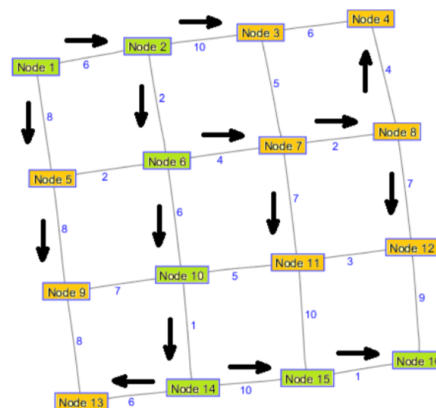 Node 4
Node 3
6
10
Node 2
6
Node 1
4
5
2
8
Node 8
2
Node 7
4
Node 6
2
Node 5
7
7
6
8
Node 12
3
Node 11
5
Node 10
7
Node 9
9
10
1
8
1
Node 15
10
Node 14
6
Node 13